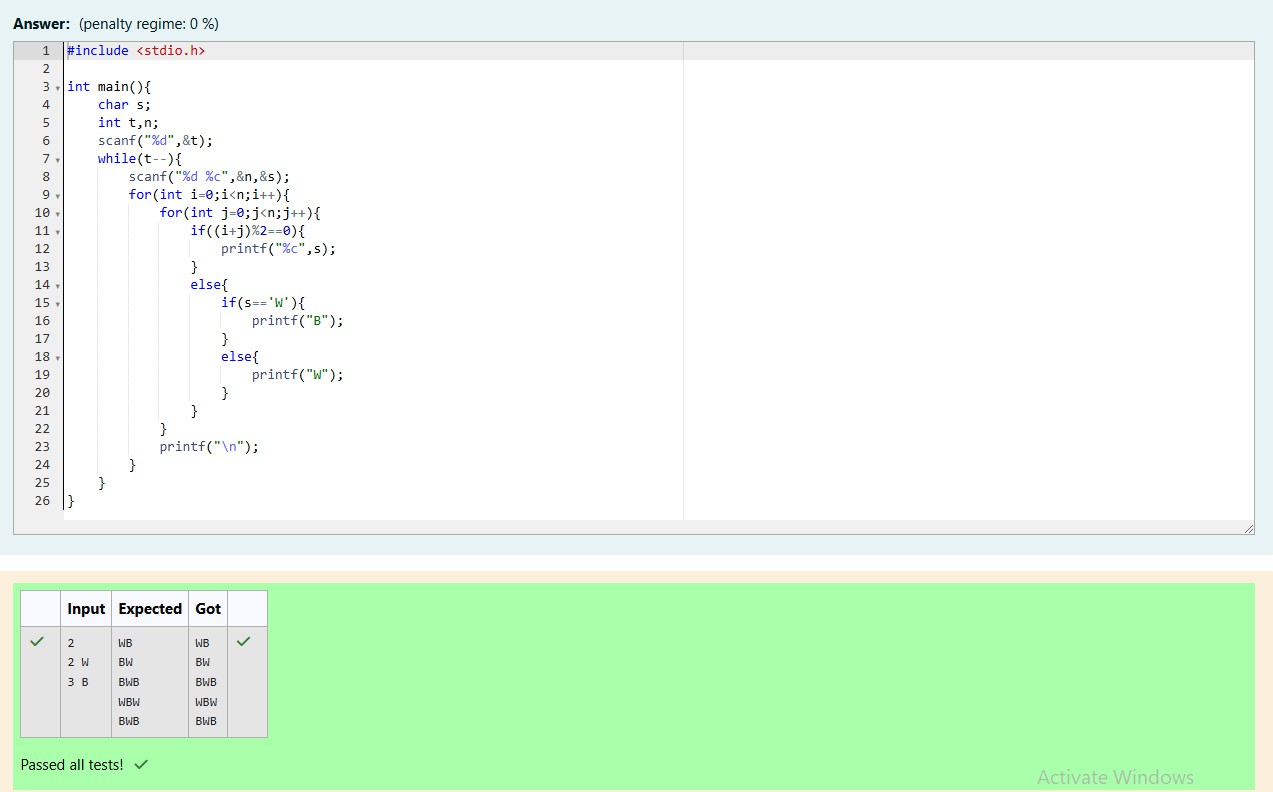 Answer: (penalty regime: 0 %)
1 #include <stdio.h>
2
3 int main(){
4     char s;
5     int t,n;
6     scanf("%d",&t);
7     while(t--){
8         scanf("%d %c",&n,&s);
9         for(int i=0;i<n;i++){
10             for(int j=0;j<n;j++){
11                 if((i+j)%2==0){
12                     printf("%c",s);
13                 }
14                 else{
15                     if(s=='W'){
16                         printf("B");
17                     }
18                     else{
19                         printf("W");
20                     }
21                 }
22             }
23             printf("\n");
24         }
25     }
26 }
Input Expected Got
2 WB WB
2 W BW BW
3 B BWB BWB
WBW WBW
BWB BWB
Passed all tests!
Activate Windows